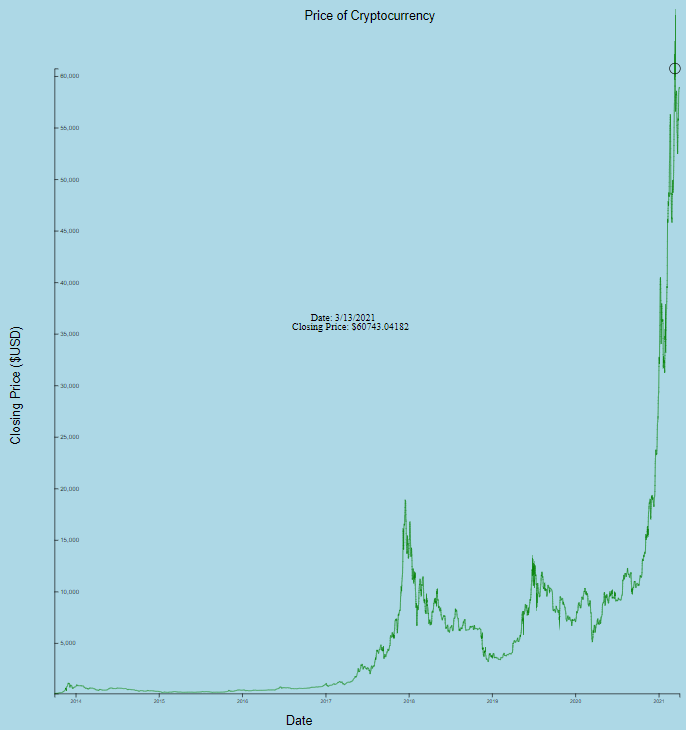 Price of Cryptocurrency
60,000
55,000
50,000
45,000
40,000
35,000
30,000
25,000
20,000
15,000
10,000
5,000
Date: 3/13/2021
Closing Price: $60743.04182
Closing Price ($USD)
2014 2015 2016 2017 2018 2019 2020 2021
Date